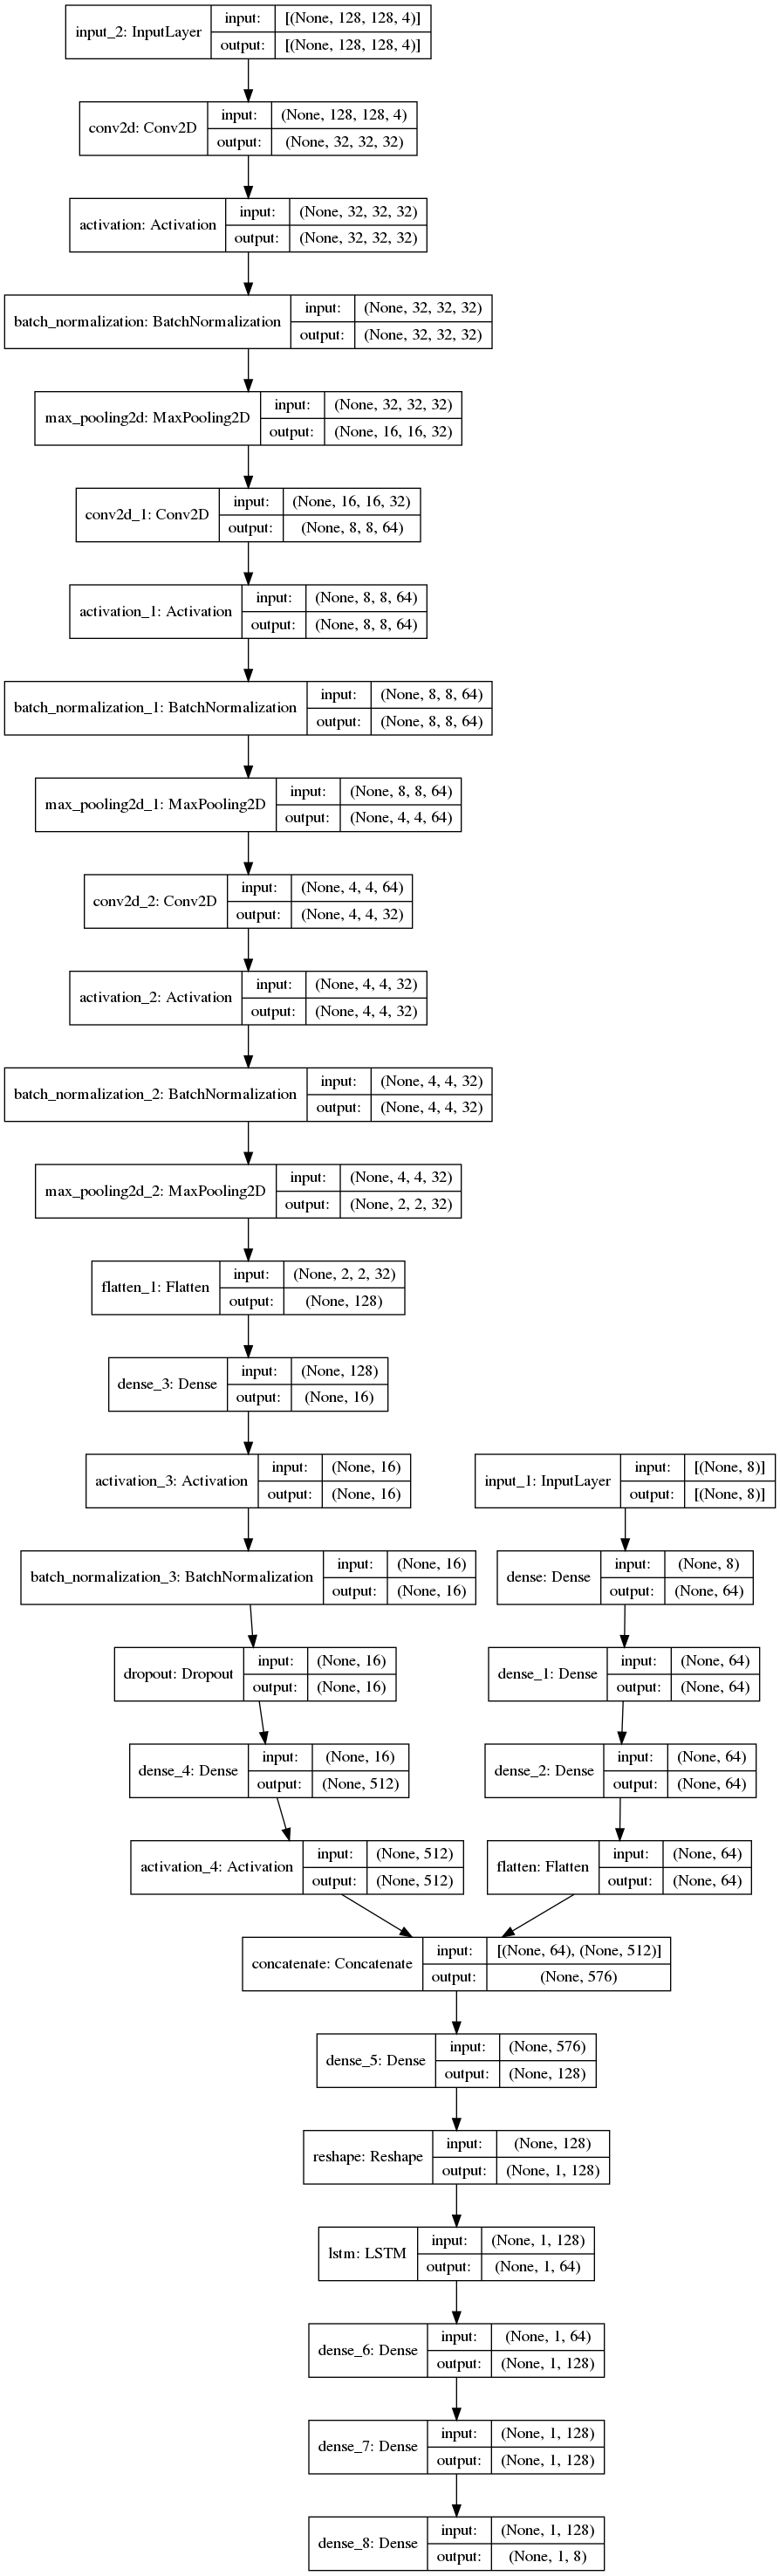 input_2: InputLayer
input:
[(None, 128, 128, 4)]
output:
[(None, 128, 128, 4)]
conv2d: Conv2D
input:
(None, 128, 128, 4)
output:
(None, 32, 32, 32)
activation: Activation
input:
(None, 32, 32, 32)
output:
(None, 32, 32, 32)
batch_normalization: BatchNormalization
input:
(None, 32, 32, 32)
output:
(None, 32, 32, 32)
max_pooling2d: MaxPooling2D
input:
(None, 32, 32, 32)
output:
(None, 16, 16, 32)
conv2d_1: Conv2D
input:
(None, 16, 16, 32)
output:
(None, 8, 8, 64)
activation_1: Activation
input:
(None, 8, 8, 64)
output:
(None, 8, 8, 64)
batch_normalization_1: BatchNormalization
input:
(None, 8, 8, 64)
output:
(None, 8, 8, 64)
max_pooling2d_1: MaxPooling2D
input:
(None, 8, 8, 64)
output:
(None, 4, 4, 64)
conv2d_2: Conv2D
input:
(None, 4, 4, 64)
output:
(None, 4, 4, 32)
activation_2: Activation
input:
(None, 4, 4, 32)
output:
(None, 4, 4, 32)
batch_normalization_2: BatchNormalization
input:
(None, 4, 4, 32)
output:
(None, 4, 4, 32)
max_pooling2d_2: MaxPooling2D
input:
(None, 4, 4, 32)
output:
(None, 2, 2, 32)
flatten_1: Flatten
input:
(None, 2, 2, 32)
output:
(None, 128)
dense_3: Dense
input:
(None, 128)
output:
(None, 16)
activation_3: Activation
input:
(None, 16)
output:
(None, 16)
input_1: InputLayer
input:
[(None, 8)]
output:
[(None, 8)]
batch_normalization_3: BatchNormalization
input:
(None, 16)
output:
(None, 16)
dense: Dense
input:
(None, 8)
output:
(None, 64)
dropout: Dropout
input:
(None, 16)
output:
(None, 16)
dense_1: Dense
input:
(None, 64)
output:
(None, 64)
dense_4: Dense
input:
(None, 16)
output:
(None, 512)
dense_2: Dense
input:
(None, 64)
output:
(None, 64)
activation_4: Activation
input:
(None, 512)
output:
(None, 512)
flatten: Flatten
input:
(None, 64)
output:
(None, 64)
concatenate: Concatenate
input:
[(None, 64), (None, 512)]
output:
(None, 576)
dense_5: Dense
input:
(None, 576)
output:
(None, 128)
reshape: Reshape
input:
(None, 128)
output:
(None, 1, 128)
lstm: LSTM
input:
(None, 1, 128)
output:
(None, 1, 64)
dense_6: Dense
input:
(None, 1, 64)
output:
(None, 1, 128)
dense_7: Dense
input:
(None, 1, 128)
output:
(None, 1, 128)
dense_8: Dense
input:
(None, 1, 128)
output:
(None, 1, 8)